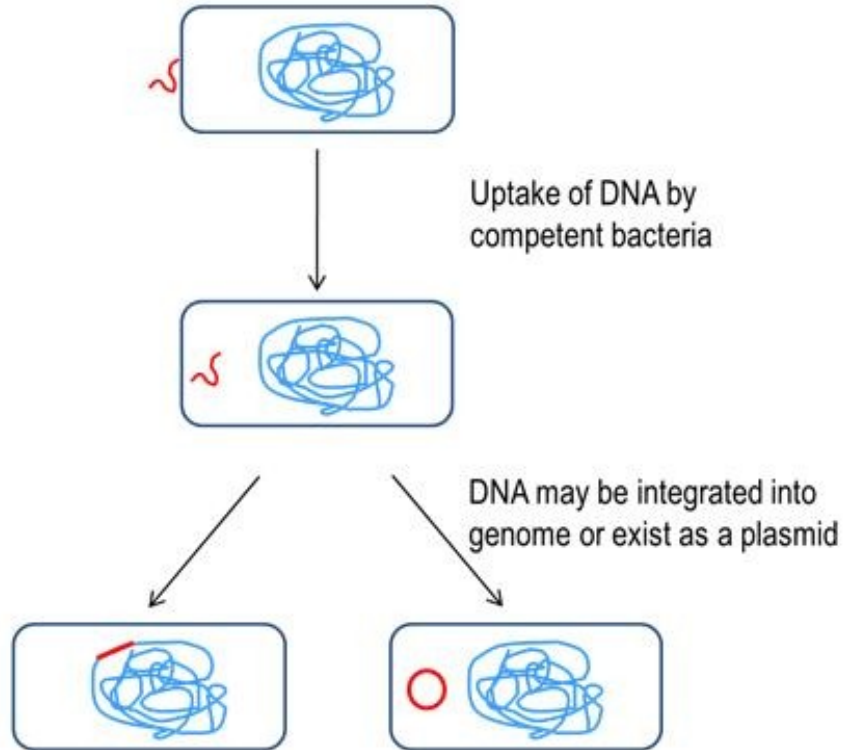 Uptake of DNA by
competent bacteria
DNA may be integrated into
genome or exist as a plasmid